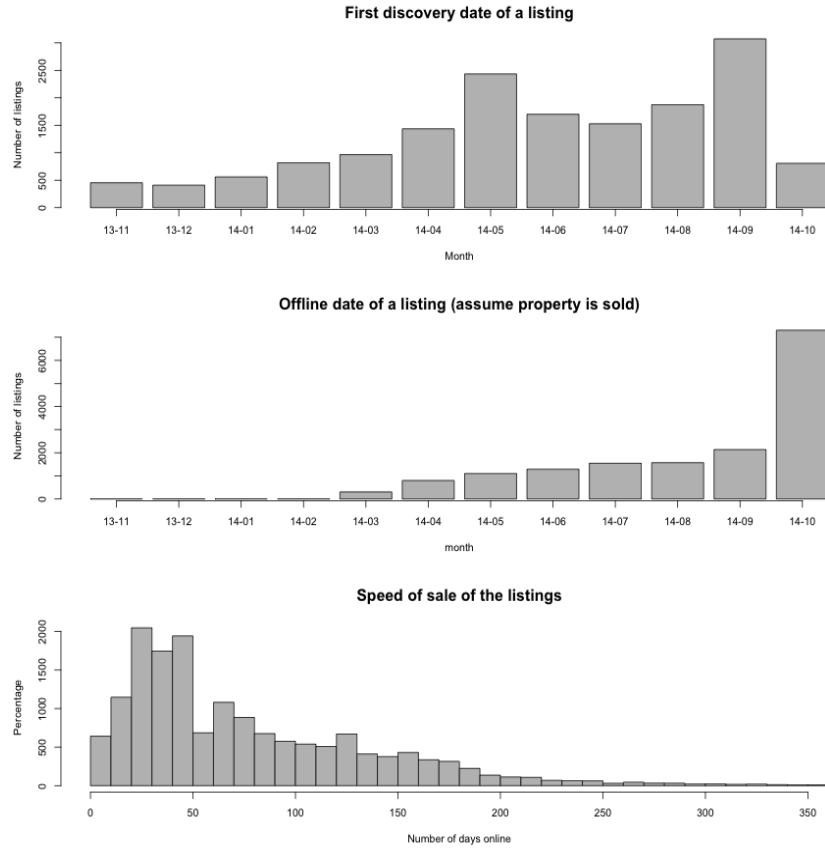 First discovery date of a listing
Number of listings
0 500 1500 2500
13-11 13-12 14-01 14-02 14-03 14-04 14-05 14-06 14-07 14-08 14-09 14-10
Month
Offline date of a listing (assume property is sold)
Number of listings
0 2000 4000 6000
13-11 13-12 14-01 14-02 14-03 14-04 14-05 14-06 14-07 14-08 14-09 14-10
month
Speed of sale of the listings
Percentage
0 500 1000 1500 2000
0 50 100 150 200 250 300 350
Number of days online